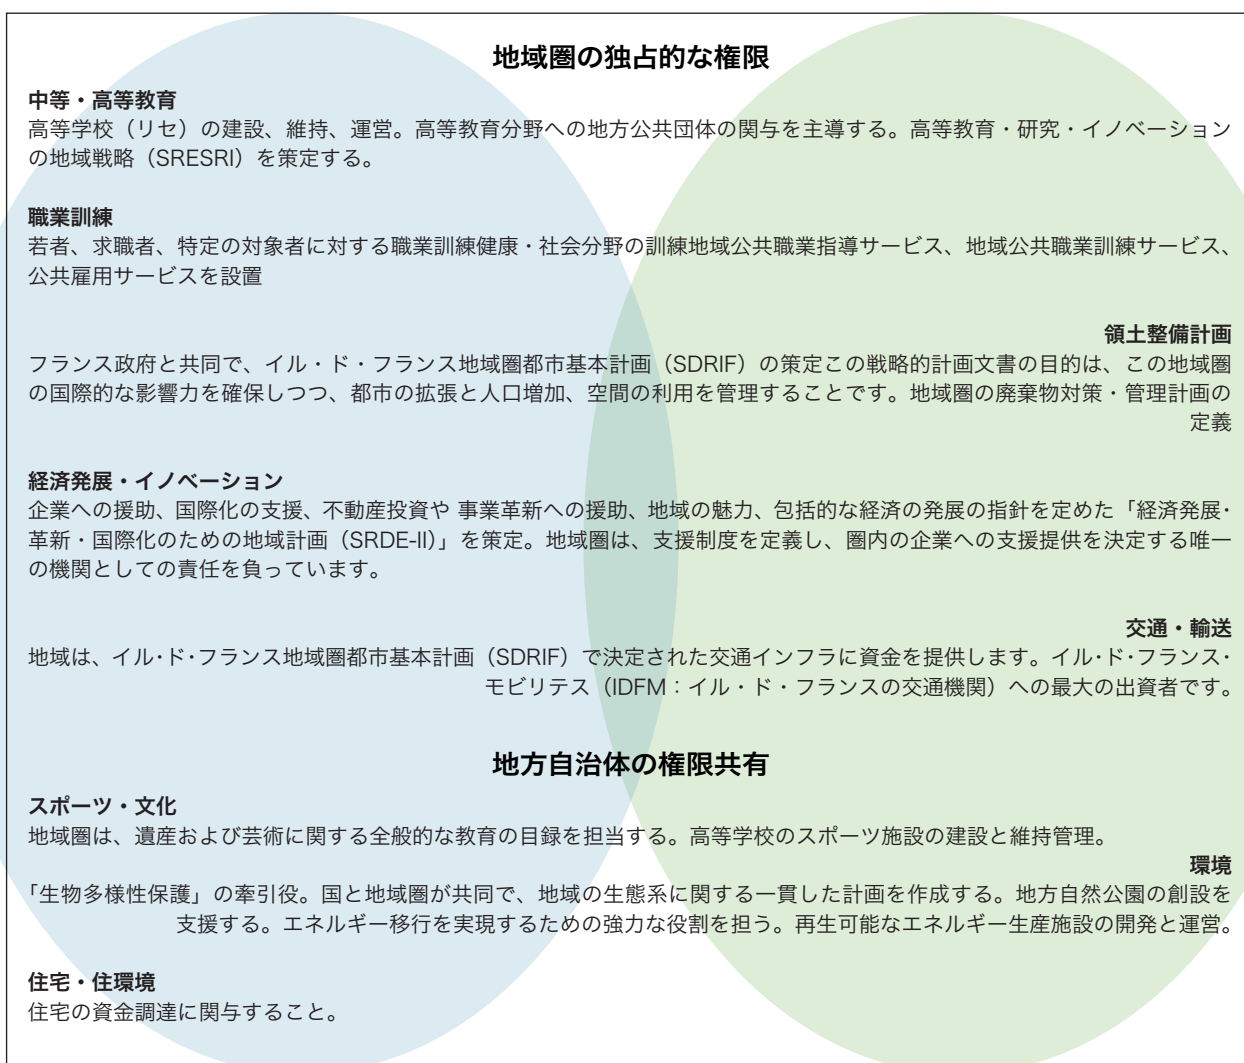 地域圏の独占的な権限
中等・高等教育
高等学校（リセ）の建設、維持、運営。高等教育分野への地方公共団体の関与を主導する。高等教育・研究・イノベーション
の地域戦略（SRESRI）を策定する。
職業訓練
若者、求職者、特定の対象者に対する職業訓練健康・社会分野の訓練地域公共職業指導サービス、地域公共職業訓練サービス、
公共雇用サービスを設置
領土整備計画
フランス政府と共同で、イル・ド・フランス地域圏都市基本計画（SDRIF）の策定この戦略的計画文書の目的は、この地域圏
の国際的な影響力を確保しつつ、都市の拡張と人口増加、空間の利用を管理することです。地域圏の廃棄物対策・管理計画の
定義
経済発展・イノベーション
企業への援助、国際化の支援、不動産投資や 事業革新への援助、地域の魅力、包括的な経済の発展の指針を定めた「経済発展・
革新・国際化のための地域計画（SRDE-II）」を策定。地域圏は、支援制度を定義し、圏内の企業への支援提供を決定する唯一
の機関としての責任を負っています。
交通・輸送
地域は、イル・ド・フランス地域圏都市基本計画（SDRIF）で決定された交通インフラに資金を提供します。イル・ド・フランス・
モビリテス（IDFM：イル・ド・フランスの交通機関）への最大の出資者です。
地方自治体の権限共有
スポーツ・文化
地域圏は、遺産および芸術に関する全般的な教育の目録を担当する。高等学校のスポーツ施設の建設と維持管理。
環境
「生物多様性保護」の牽引役。国と地域圏が共同で、地域の生態系に関する一貫した計画を作成する。地方自然公園の創設を
支援する。エネルギー移行を実現するための強力な役割を担う。再生可能なエネルギー生産施設の開発と運営。
住宅・住環境
住宅の資金調達に関与すること。